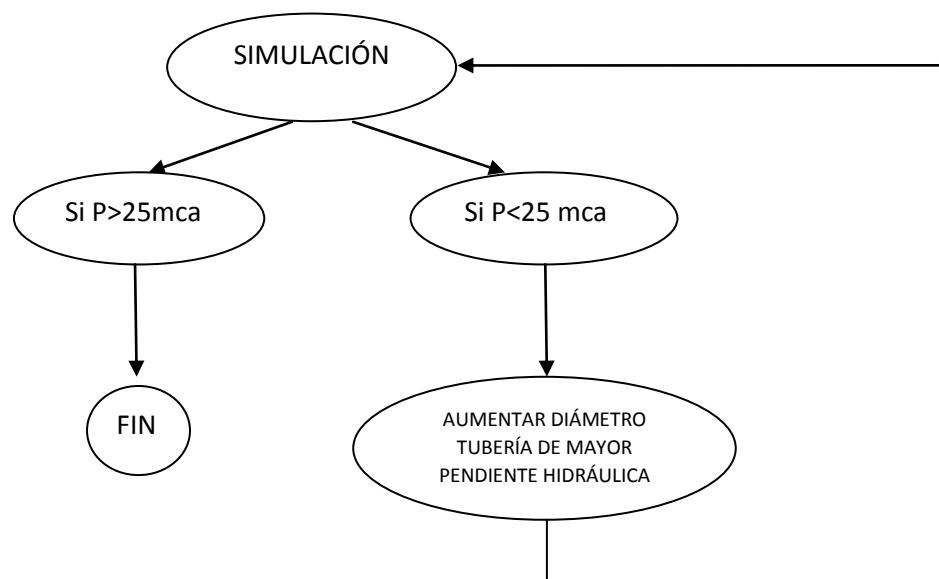 SIMULACIÓN
Si P>25mca
Si P<25 mca
FIN
AUMENTAR DIÁMETRO
TUBERÍA DE MAYOR
PENDIENTE HIDRÁULICA